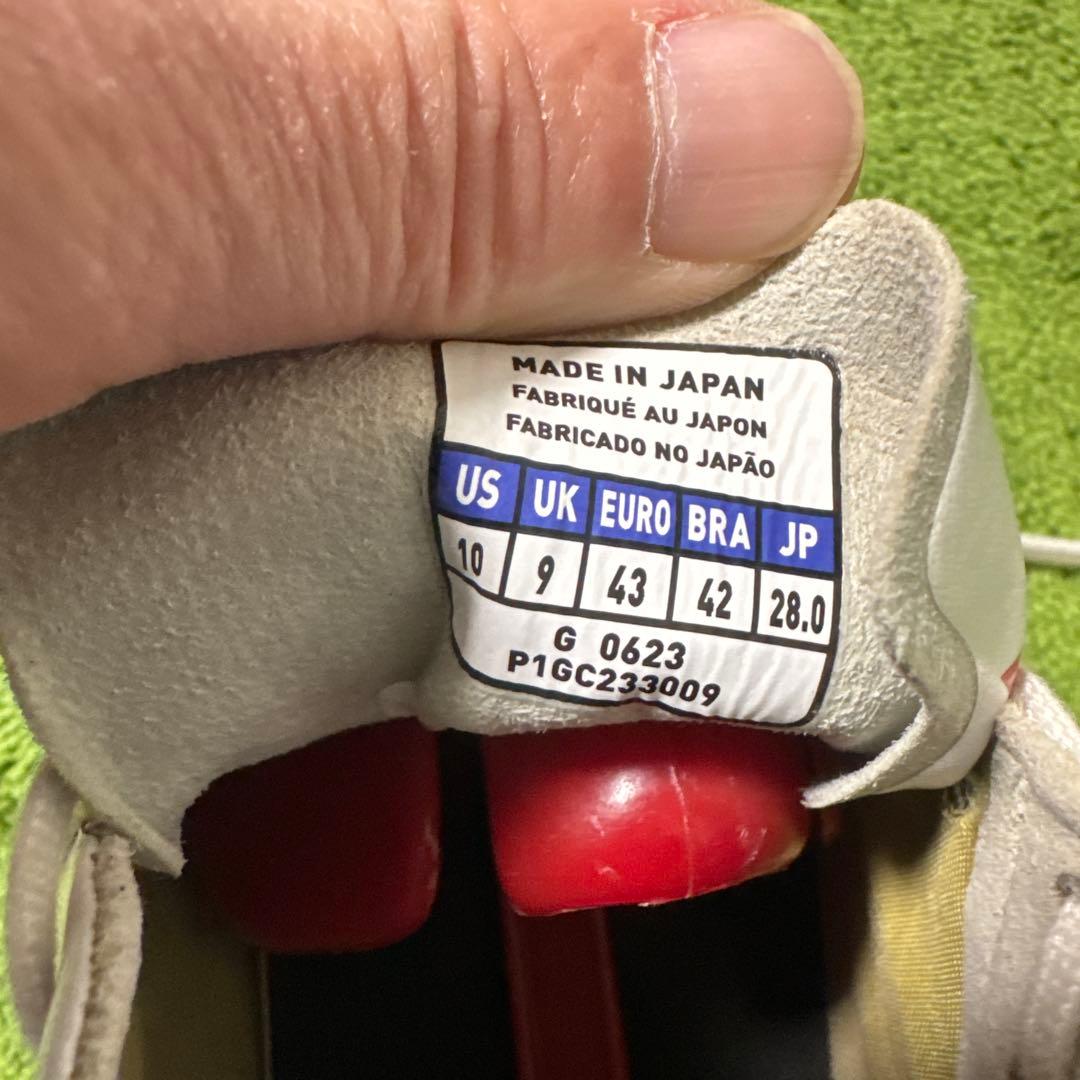 MADE IN JAPAN
FABRIQUÉ AU JAPON
FABRICADO NO JAPÃO
US UK EURO BRA JP
10 9 43 42 28.0
G 0623
P1GC233009